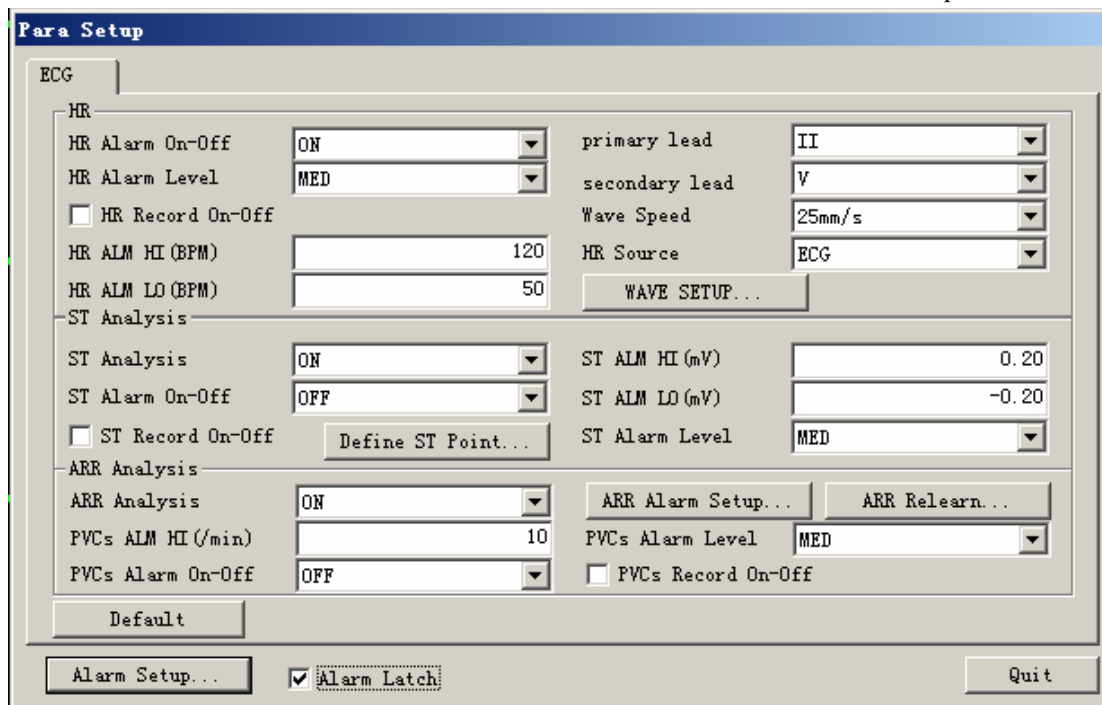 Para Setup
ECG
HR
HR Alarm On-Off ON primary lead II
HR Alarm Level MED secondary lead V
HR Record On-Off Wave Speed 25mm/s
HR ALM HI(BPM) 120 HR Source ECG
HR ALM LO(BPM) 50 WAVE SETUP...
ST Analysis
ST Analysis ON ST ALM HI(mV) 0.20
ST Alarm On-Off OFF ST ALM LO(mV) -0.20
ST Record On-Off Define ST Point... ST Alarm Level MED
ARR Analysis
ARR Analysis ON ARR Alarm Setup... ARR Relearn...
PVCs ALM HI(/min) 10 PVCs Alarm Level MED
PVCs Alarm On-Off OFF PVCs Record On-Off
Default
Alarm Setup... Alarm Latch Quit